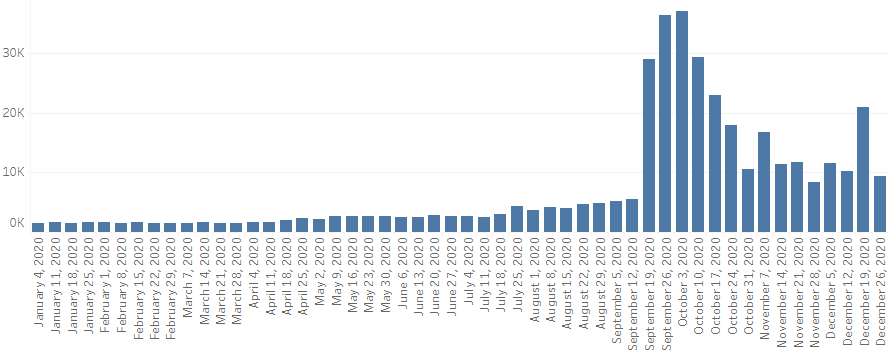 30K
20K
10K
0K
January 4, 2020
January 11, 2020
January 18, 2020
January 25, 2020
February 1, 2020
February 8, 2020
February 15, 2020
February 22, 2020
February 29, 2020
March 7, 2020
March 14, 2020
March 21, 2020
March 28, 2020
April 4, 2020
April 11, 2020
April 18, 2020
April 25, 2020
May 2, 2020
May 9, 2020
May 16, 2020
May 23, 2020
May 30, 2020
June 6, 2020
June 13, 2020
June 20, 2020
June 27, 2020
July 4, 2020
July 11, 2020
July 18, 2020
July 25, 2020
August 1, 2020
August 8, 2020
August 15, 2020
August 22, 2020
August 29, 2020
September 5, 2020
September 12, 2020
September 19, 2020
September 26, 2020
October 3, 2020
October 10, 2020
October 17, 2020
October 24, 2020
October 31, 2020
November 7, 2020
November 14, 2020
November 21, 2020
November 28, 2020
December 5, 2020
December 12, 2020
December 19, 2020
December 26, 2020